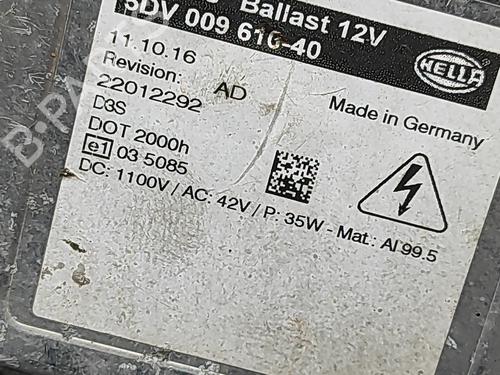 Ballast 12V
5DV 009 610-40
HELLA
11.10.16
Revision: AD
Made in Germany
22012292
D3S
DOT 2000h
e1 03 5085
DC: 1100V / AC: 42V / P: 35W - Mat.: Al 99.5
B-PA